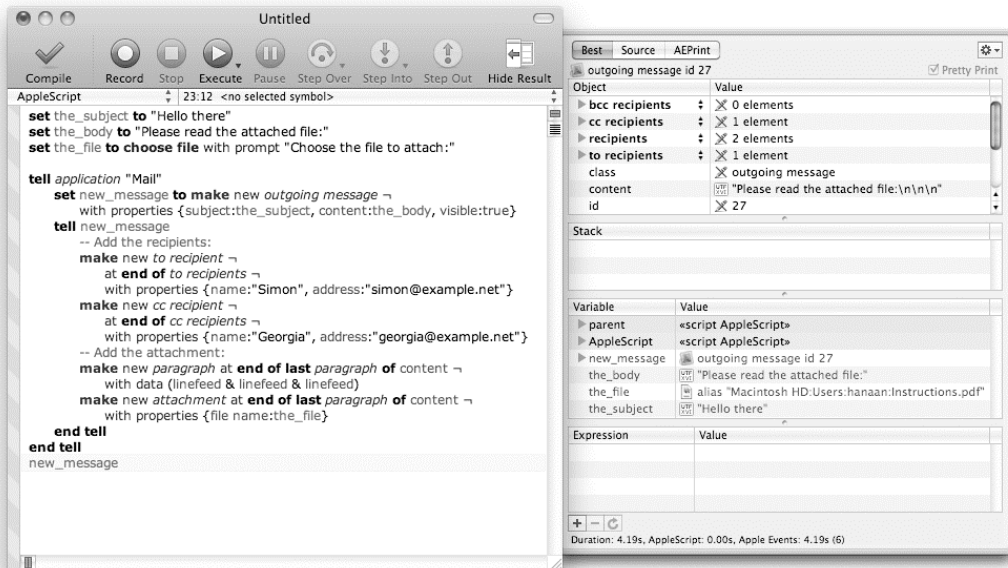 Untitled
Compile Record Stop Execute Pause Step Over Step Into Step Out Hide Result
AppleScript 23:12 <no selected symbol>
set the_subject to "Hello there"
set the_body to "Please read the attached file:"
set the_file to choose file with prompt "Choose the file to attach:"
tell application "Mail"
set new_message to make new outgoing message ¬
with properties {subject:the_subject, content:the_body, visible:true}
tell new_message
-- Add the recipients:
make new to recipient ¬
at end of to recipients ¬
with properties {name:"Simon", address:"simon@example.net"}
make new cc recipient ¬
at end of cc recipients ¬
with properties {name:"Georgia", address:"georgia@example.net"}
-- Add the attachment:
make new paragraph at end of last paragraph of content ¬
with data (linefeed & linefeed & linefeed)
make new attachment at end of last paragraph of content ¬
with properties {file name:the_file}
end tell
end tell
new_message
Best Source AEPrint
outgoing message id 27 Pretty Print
Object Value
bcc recipients 0 elements
cc recipients 1 element
recipients 2 elements
to recipients 1 element
class outgoing message
content "Please read the attached file:\n\n\n"
id 27
Stack
Variable Value
parent «script AppleScript»
AppleScript «script AppleScript»
new_message outgoing message id 27
the_body "Please read the attached file:"
the_file alias "Macintosh HD:Users:hanaan:Instructions.pdf"
the_subject "Hello there"
Expression Value
Duration: 4.19s, AppleScript: 0.00s, Apple Events: 4.19s (6)